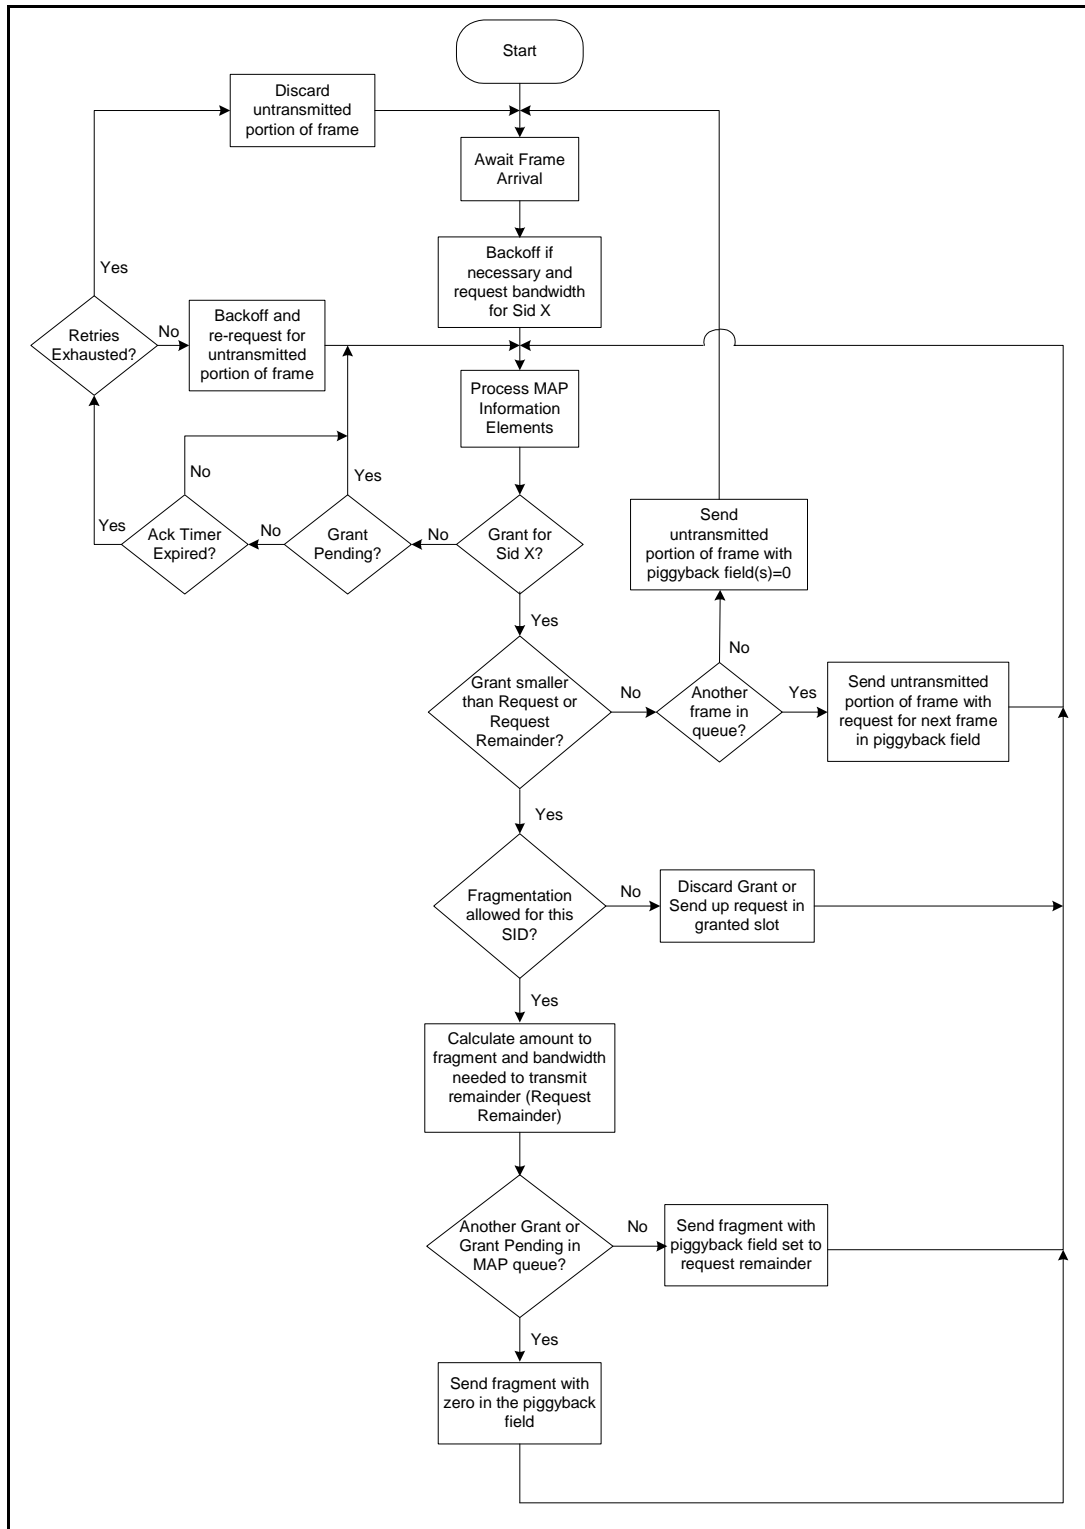 Start
Discard
untransmitted
portion of frame
Await Frame
Arrival
Backoff if
necessary and
request bandwidth
for Sid X
Yes
Retries
Exhausted?
No
Backoff and
re-request for
untransmitted
portion of frame
Process MAP
Information
Elements
No
Yes
Yes
Ack Timer
Expired?
No
Grant
Pending?
No
Grant for
Sid X?
Send
untransmitted
portion of frame with
piggyback field(s)=0
Yes
No
Grant smaller
than Request or
Request
Remainder?
No
Another
frame in
queue?
Yes
Send untransmitted
portion of frame with
request for next frame
in piggyback field
Yes
Fragmentation
allowed for this
SID?
No
Discard Grant or
Send up request in
granted slot
Yes
Calculate amount to
fragment and bandwidth
needed to transmit
remainder (Request
Remainder)
Another Grant or
Grant Pending in
MAP queue?
No
Send fragment with
piggyback field set to
request remainder
Yes
Send fragment with
zero in the piggyback
field